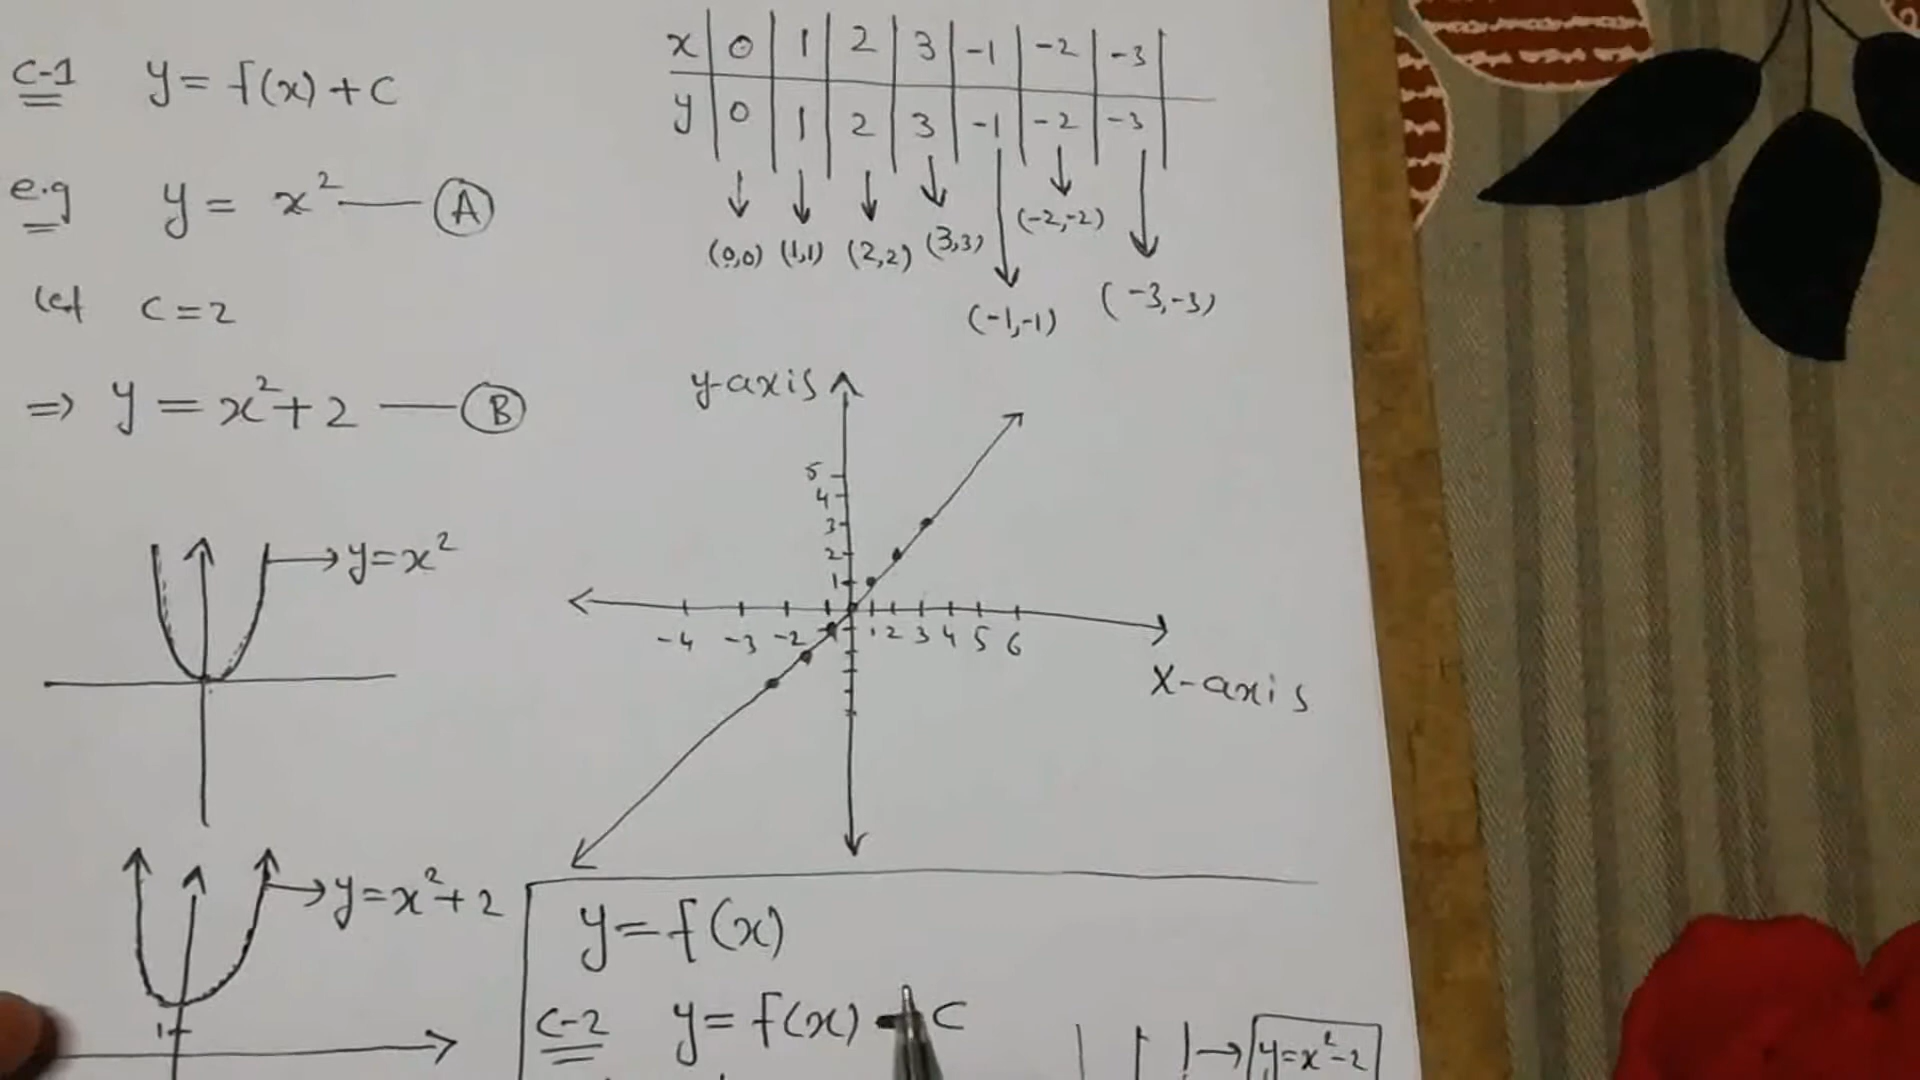 C-1 y = f(x) + c
e.g y = x² — (A)
let c = 2
⇒ y = x² + 2 — (B)
→ y = x²
→ y = x² + 2
1
x | 0 | 1 | 2 | 3 | -1 | -2 | -3 |
y | 0 | 1 | 2 | 3 | -1 | -2 | -3 |
↓ ↓ ↓ ↓ ↓ ↓ ↓
(0,0) (1,1) (2,2) (3,3) (-1,-1) (-2,-2) (-3,-3)
y-axis
5
4
3
2
1
-4 -3 -2 1 2 3 4 5 6
X-axis
y = f(x)
C-2 y = f(x) - c
→ y = x² - 2